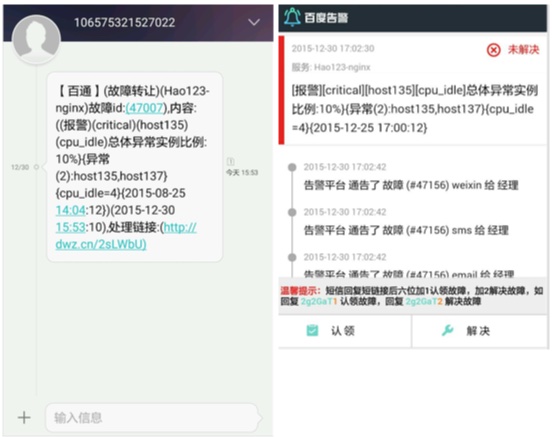 106575321527022
【百通】(故障转让)(Hao123-
nginx)故障id:(47007),内容:
((报警)(critical)(host135)
(cpu_idle)总体异常实例比例:
10%}{异常
(2):host135,host137}
{cpu_idle=4}{2015-08-25
14:04:12})(2015-12-30
15:53:10),处理链接:(http://
dwz.cn/2sLWbU)
12/30
①
今天 15:53
输入信息
百度告警
2015-12-30 17:02:30
未解决
服务: Hao123-nginx
[报警][critical][host135][cpu_idle]总体异常实例
比例:10%}{异常(2):host135,host137}{cpu_idle
=4}{2015-12-25 17:00:12}
2015-12-30 17:02:42
告警平台 通告了 故障 (#47156) weixin 给 经理
2015-12-30 17:02:42
告警平台 通告了 故障 (#47156) sms 给 经理
2015-12-30 17:02:42
告警平台 通告了 故障 (#47156) email 给 经理
温馨提示：短信回复短链接后六位加1认领故障，加2解决故障，如
回复 2g2GaT1 认领故障，回复 2g2GaT2 解决故障
认领
解决